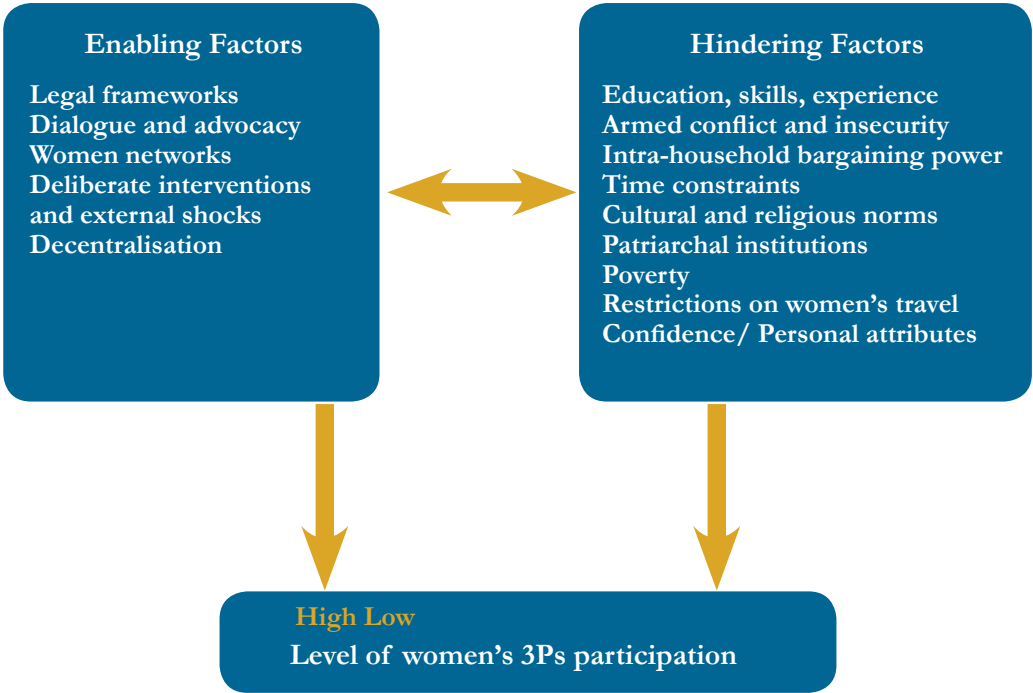 Enabling Factors
Legal frameworks
Dialogue and advocacy
Women networks
Deliberate interventions
and external shocks
Decentralisation
Hindering Factors
Education, skills, experience
Armed conflict and insecurity
Intra-household bargaining power
Time constraints
Cultural and religious norms
Patriarchal institutions
Poverty
Restrictions on women’s travel
Confidence/ Personal attributes
High Low
Level of women’s 3Ps participation